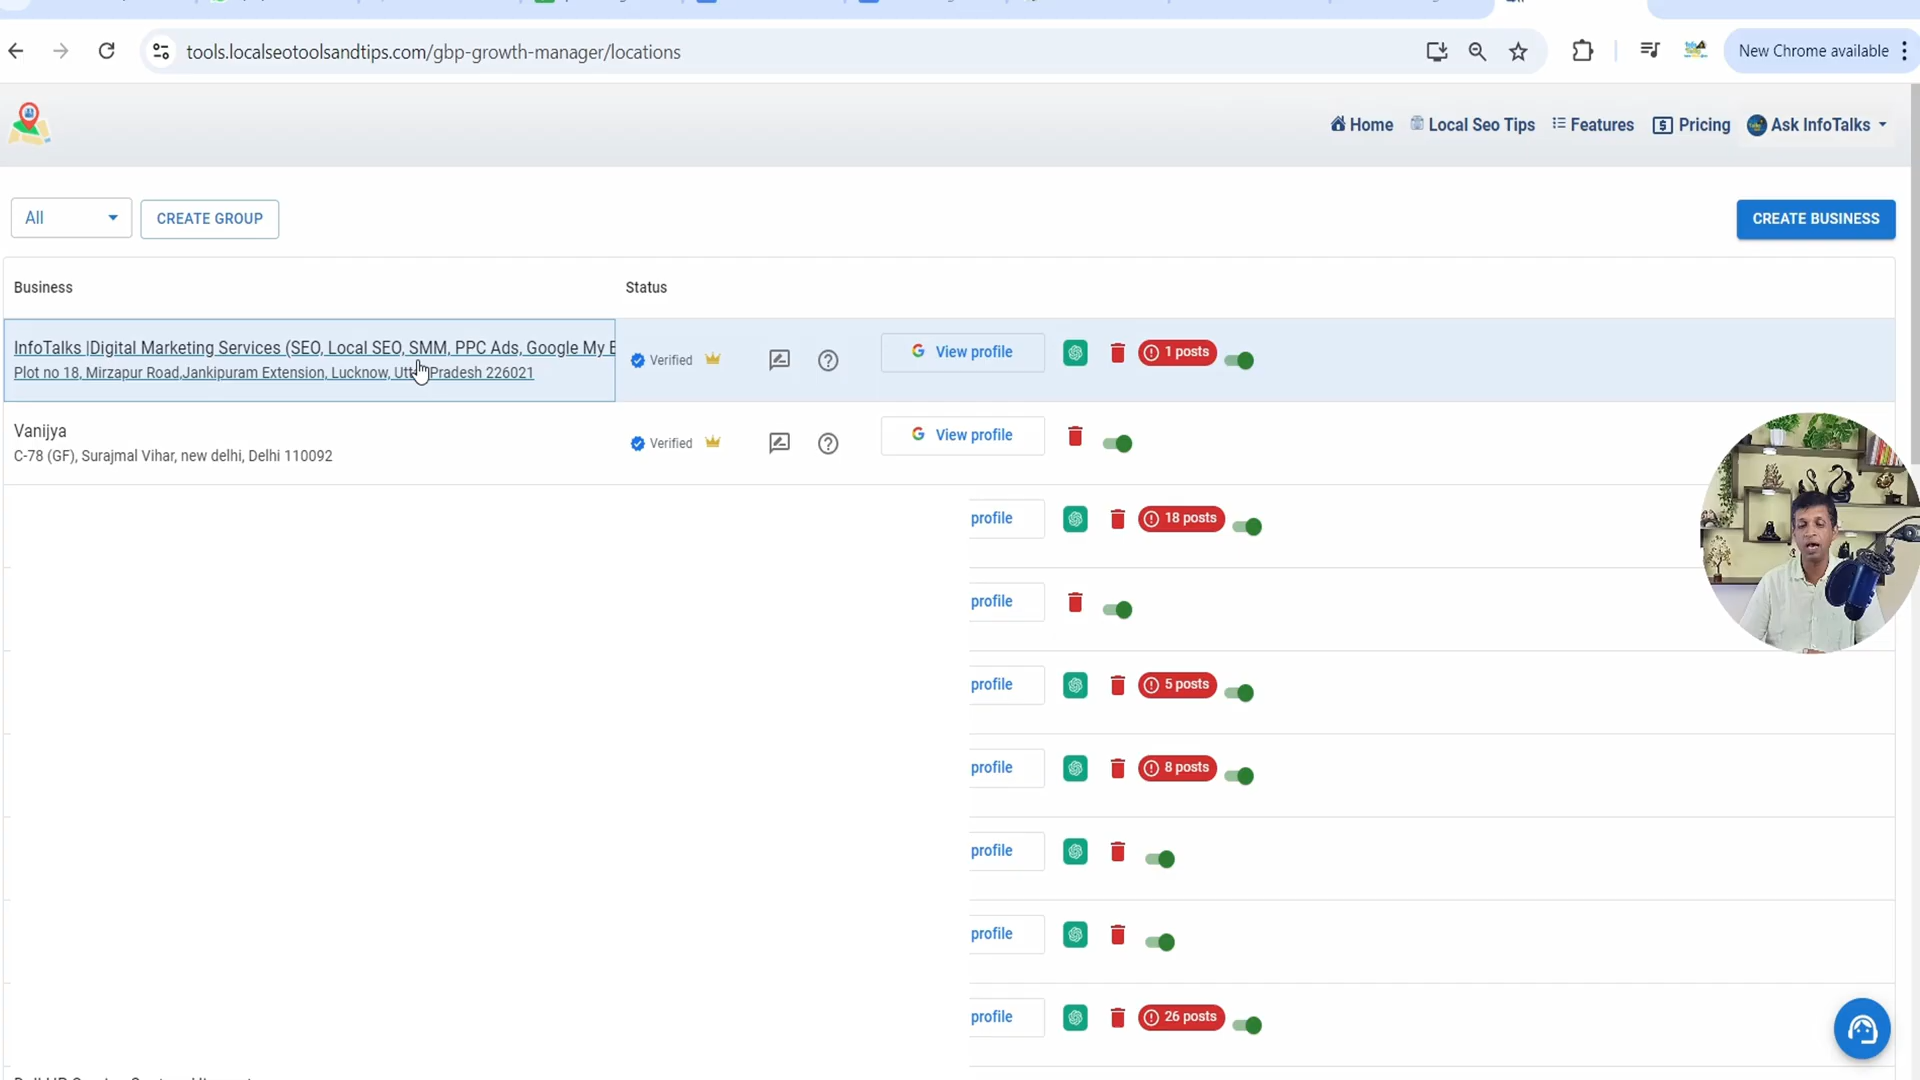 tools.localseotoolsandtips.com/gbp-growth-manager/locations
New Chrome available
Home
Local Seo Tips
Features
Pricing
Ask InfoTalks
All
CREATE GROUP
CREATE BUSINESS
Business
Status
InfoTalks |Digital Marketing Services (SEO, Local SEO, SMM, PPC Ads, Google My
Plot no 18, Mirzapur Road,Jankipuram Extension, Lucknow, Pradesh 226021
Verified
View profile
1 posts
Vanijya
C-78 (GF), Surajmal Vihar, new delhi, Delhi 110092
Verified
View profile
profile
18 posts
profile
profile
5 posts
profile
8 posts
profile
profile
profile
26 posts